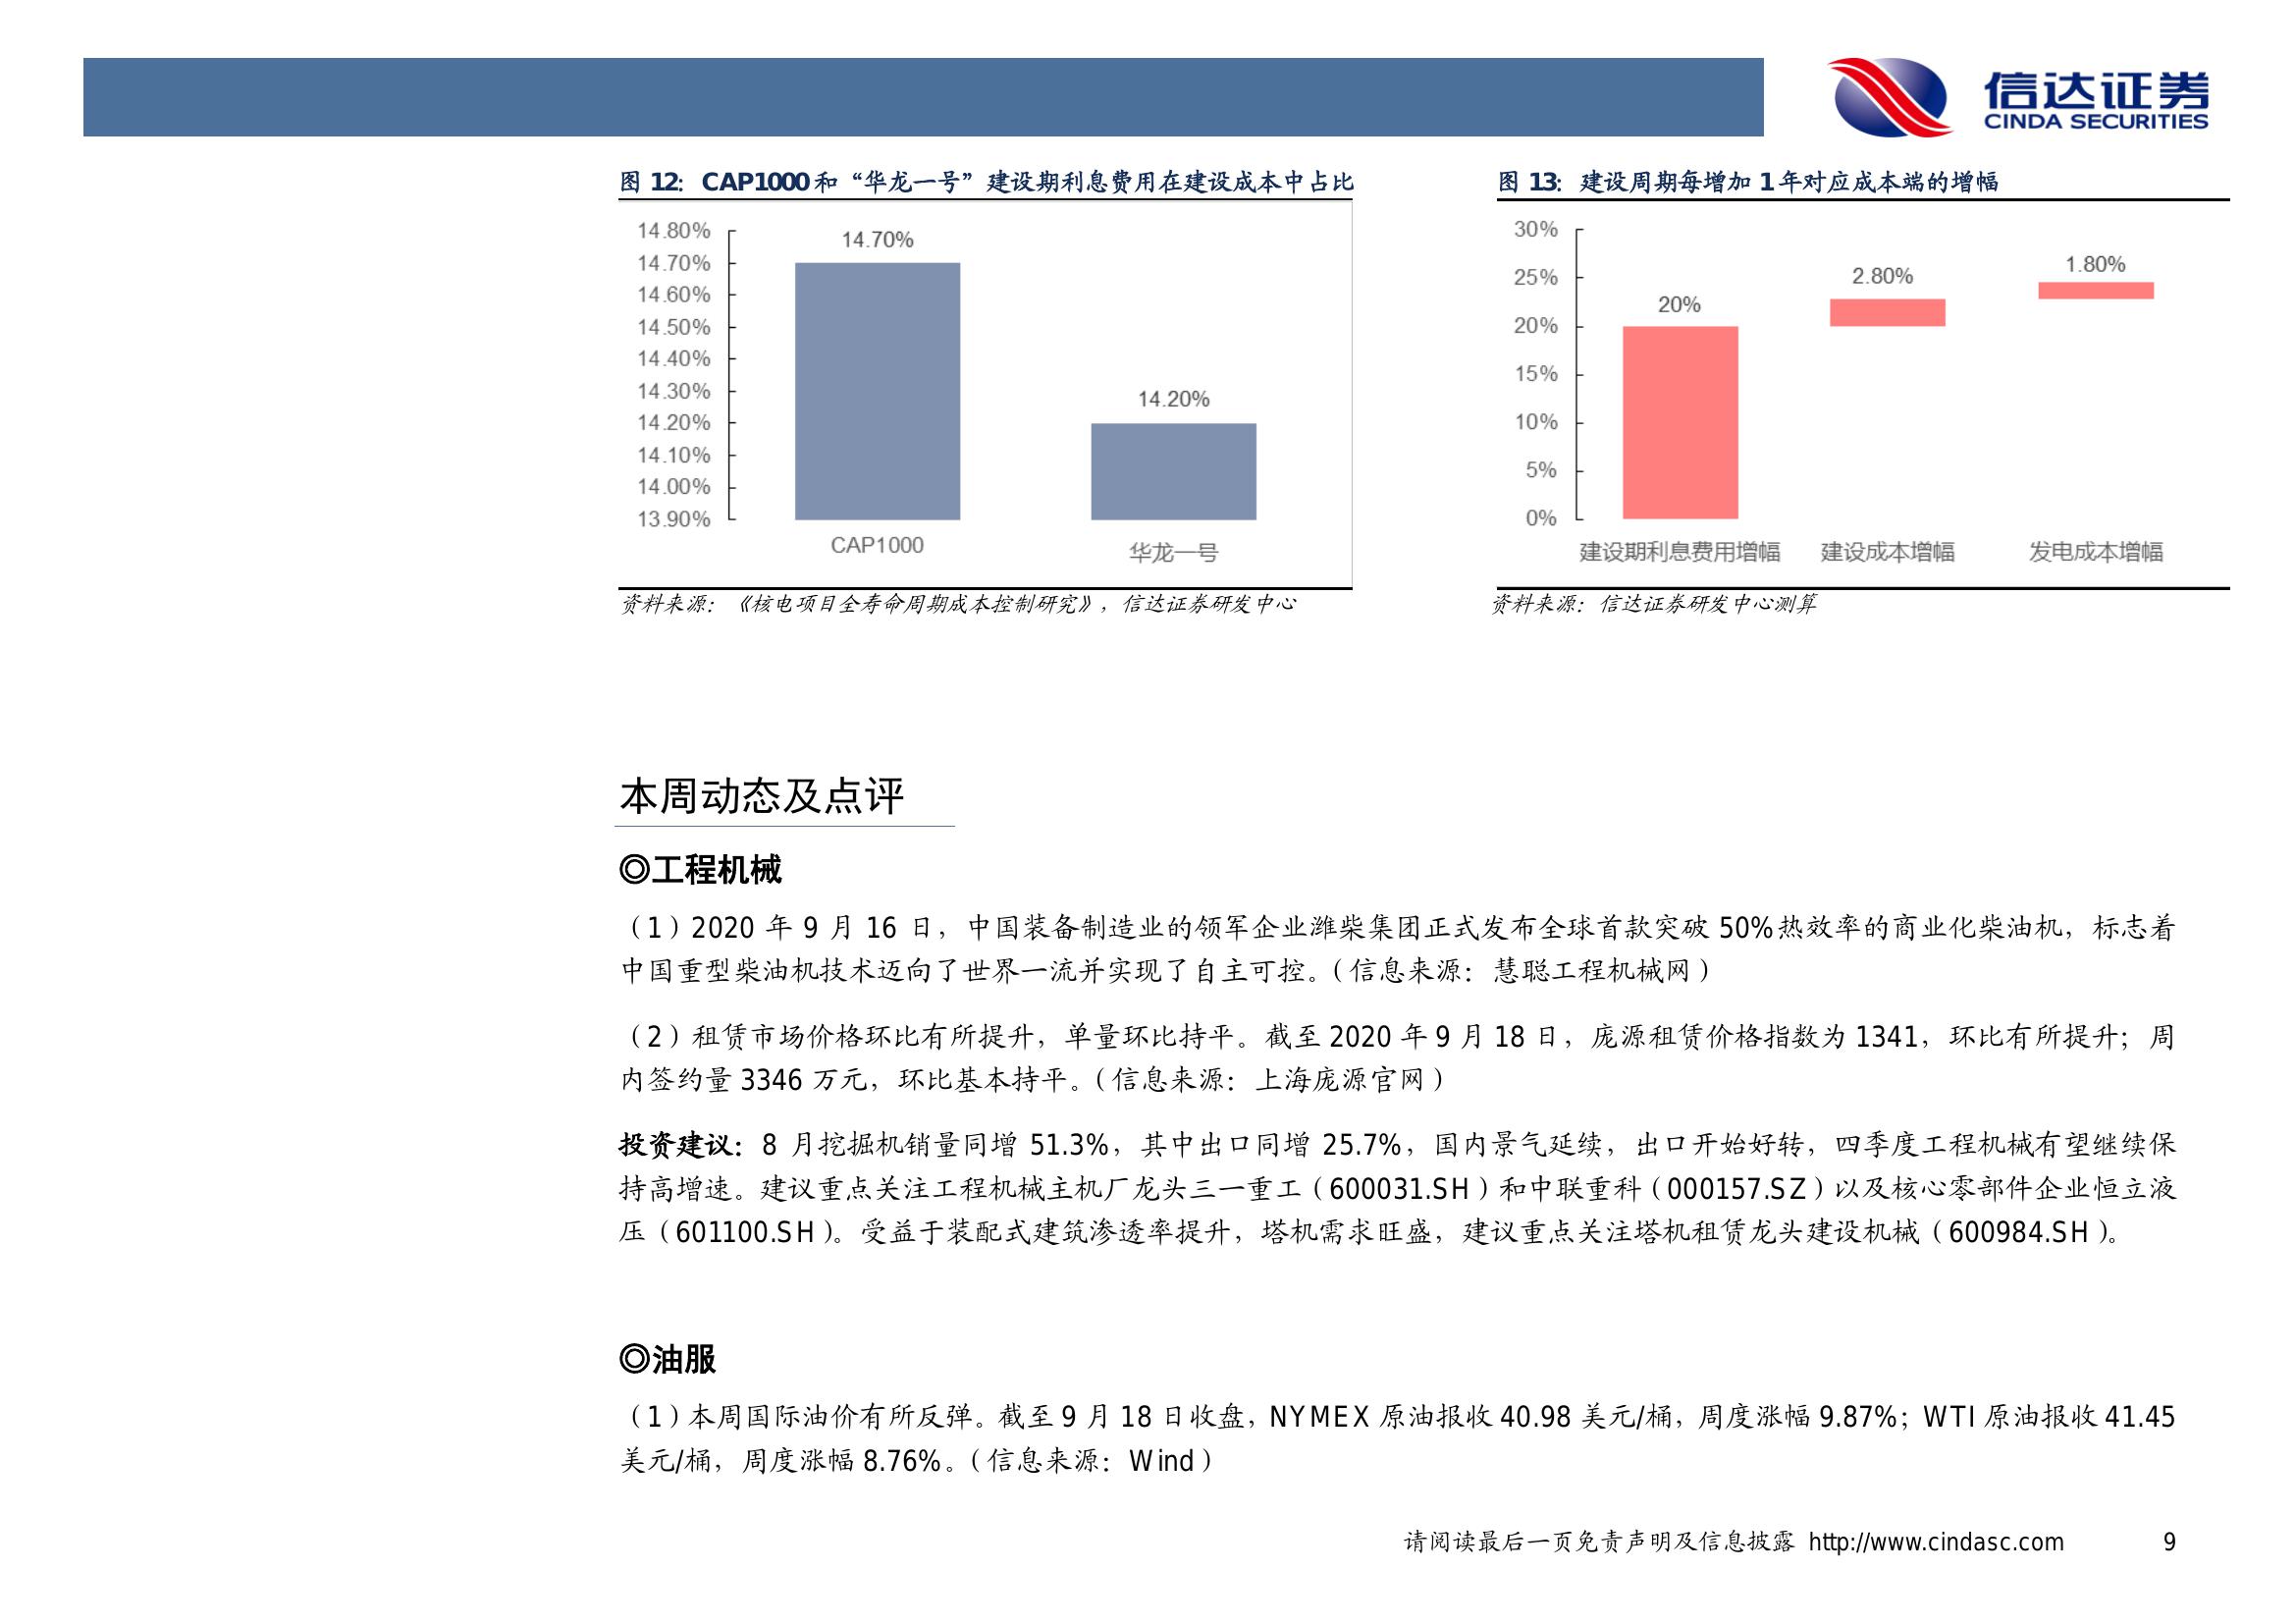 信达证券
CINDA SECURITIES
图 12：CAP1000 和“华龙一号”建设期利息费用在建设成本中占比
14.80%
14.70%
14.60%
14.50%
14.40%
14.30%
14.20%
14.10%
14.00%
13.90%
14.70%
14.20%
CAP1000
华龙一号
资料来源：《核电项目全寿命周期成本控制研究》，信达证券研发中心
图 13：建设周期每增加 1 年对应成本端的增幅
30%
25%
20%
15%
10%
5%
0%
20%
2.80%
1.80%
建设期利息费用增幅
建设成本增幅
发电成本增幅
资料来源：信达证券研发中心测算
本周动态及点评
◎工程机械
（1）2020 年 9 月 16 日，中国装备制造业的领军企业潍柴集团正式发布全球首款突破 50%热效率的商业化柴油机，标志着
中国重型柴油机技术迈向了世界一流并实现了自主可控。（信息来源：慧聪工程机械网）
（2）租赁市场价格环比有所提升，单量环比持平。截至 2020 年 9 月 18 日，庞源租赁价格指数为 1341，环比有所提升；周
内签约量 3346 万元，环比基本持平。（信息来源：上海庞源官网）
投资建议：8 月挖掘机销量同增 51.3%，其中出口同增 25.7%，国内景气延续，出口开始好转，四季度工程机械有望继续保
持高增速。建议重点关注工程机械主机厂龙头三一重工（600031.SH）和中联重科（000157.SZ）以及核心零部件企业恒立液
压（601100.SH）。受益于装配式建筑渗透率提升，塔机需求旺盛，建议重点关注塔机租赁龙头建设机械（600984.SH）。
◎油服
（1）本周国际油价有所反弹。截至 9 月 18 日收盘，NYMEX 原油报收 40.98 美元/桶，周度涨幅 9.87%；WTI 原油报收 41.45
美元/桶，周度涨幅 8.76%。（信息来源：Wind）
请阅读最后一页免责声明及信息披露 http://www.cindasc.com 9